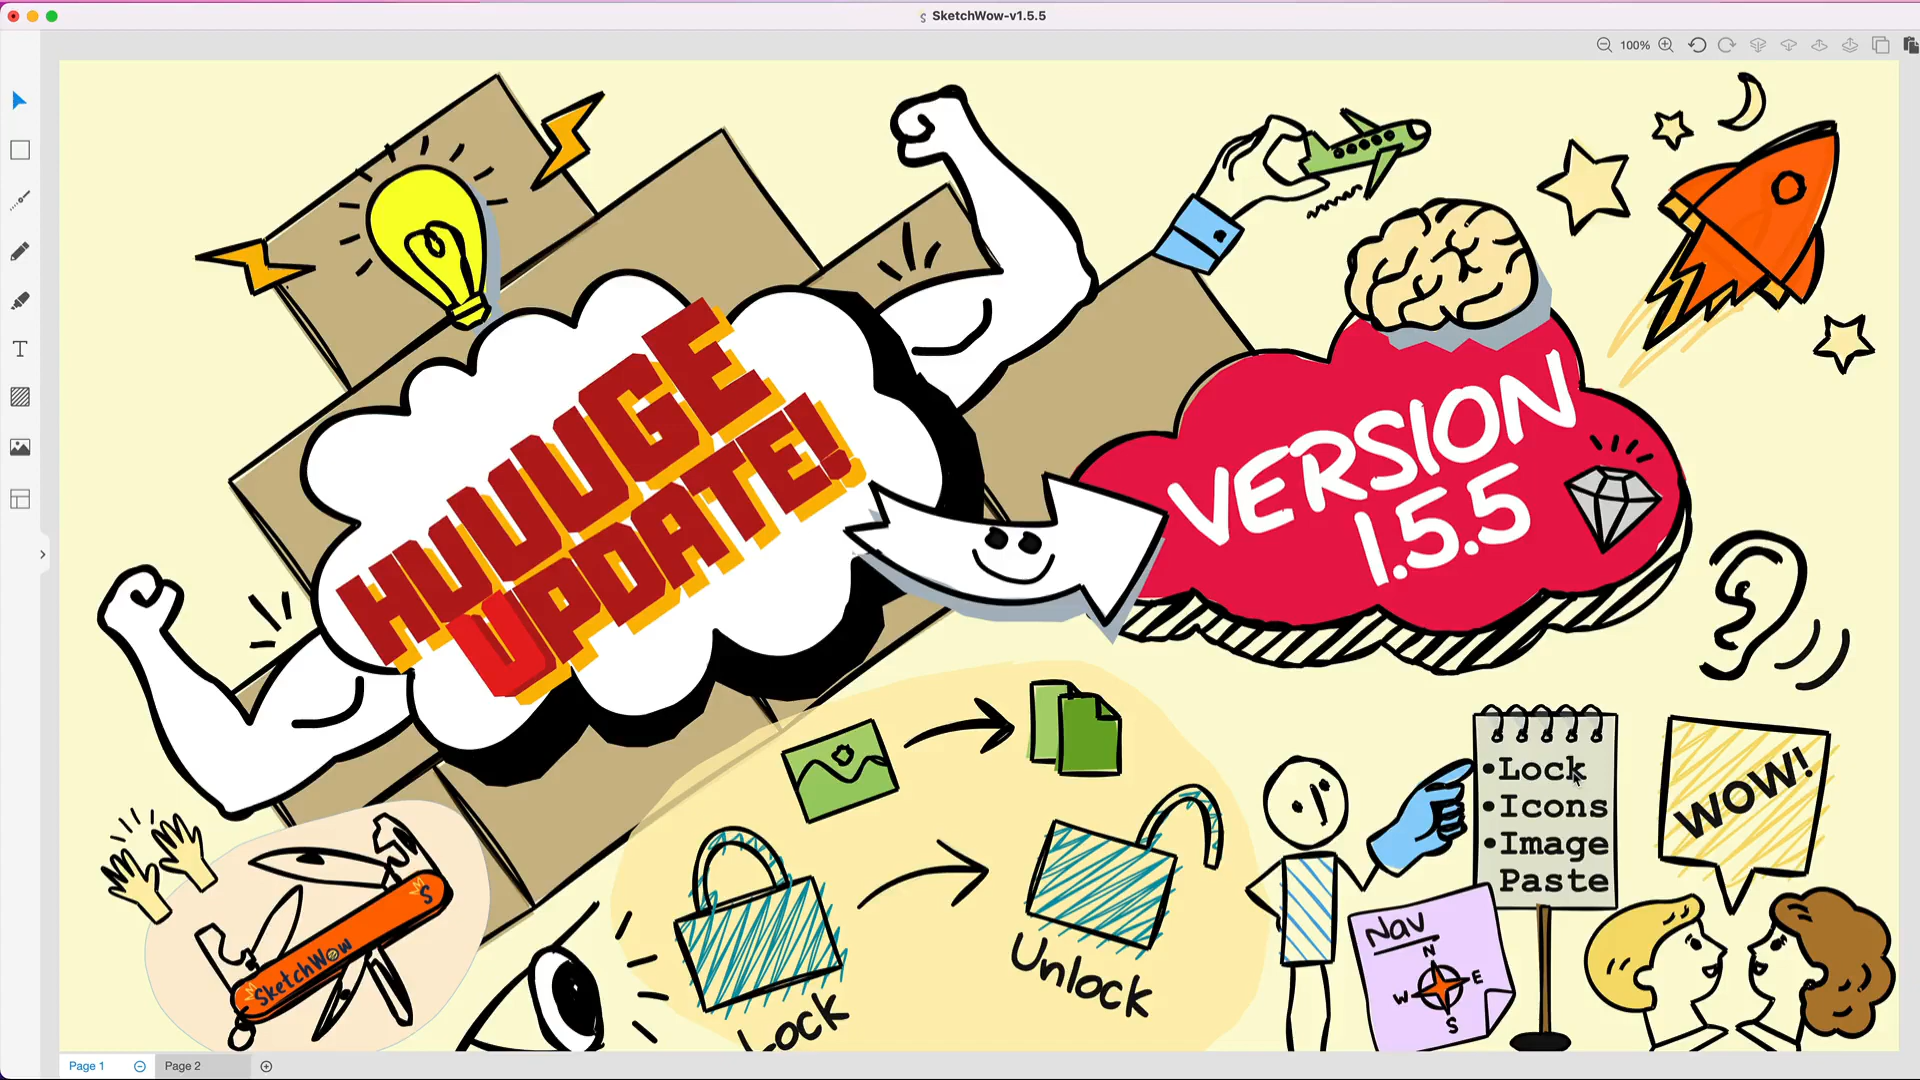 SketchWow-v1.5.5
100%
HUUUGE
UPDATE!
VERSION
1.5.5
•Lock
•Icons
•Image
Paste
WOW!
Nav
N
W E
S
SketchWow
S
Lock
Unlock
Page 1
Page 2